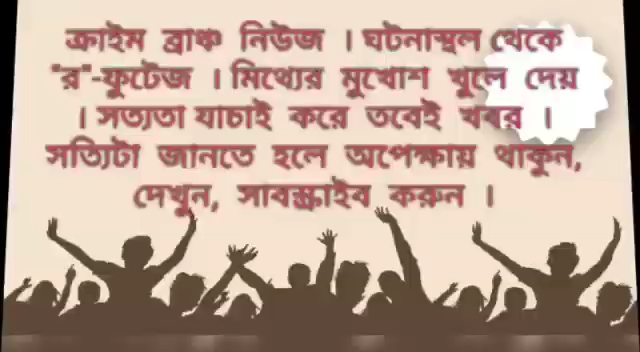 ক্রাইম ব্রাঞ্চ নিউজ । ঘটনাস্থল থেকে
"র"-ফুটেজ । মিথ্যের মুখোশ খুলে দেয়
। সত্যতা যাচাই করে তবেই খবর ।
সত্যিটা জানতে হলে অপেক্ষায় থাকুন,
দেখুন, সাবস্ক্রাইব করুন ।